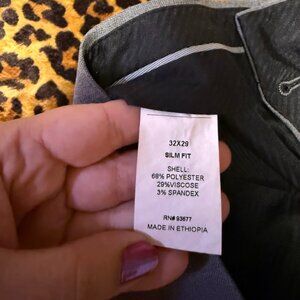 32X29
SILM FIT
SHELL:
68% POLYESTER
29%VISCOSE
3% SPANDEX
RN# 93677
MADE IN ETHIOPIA